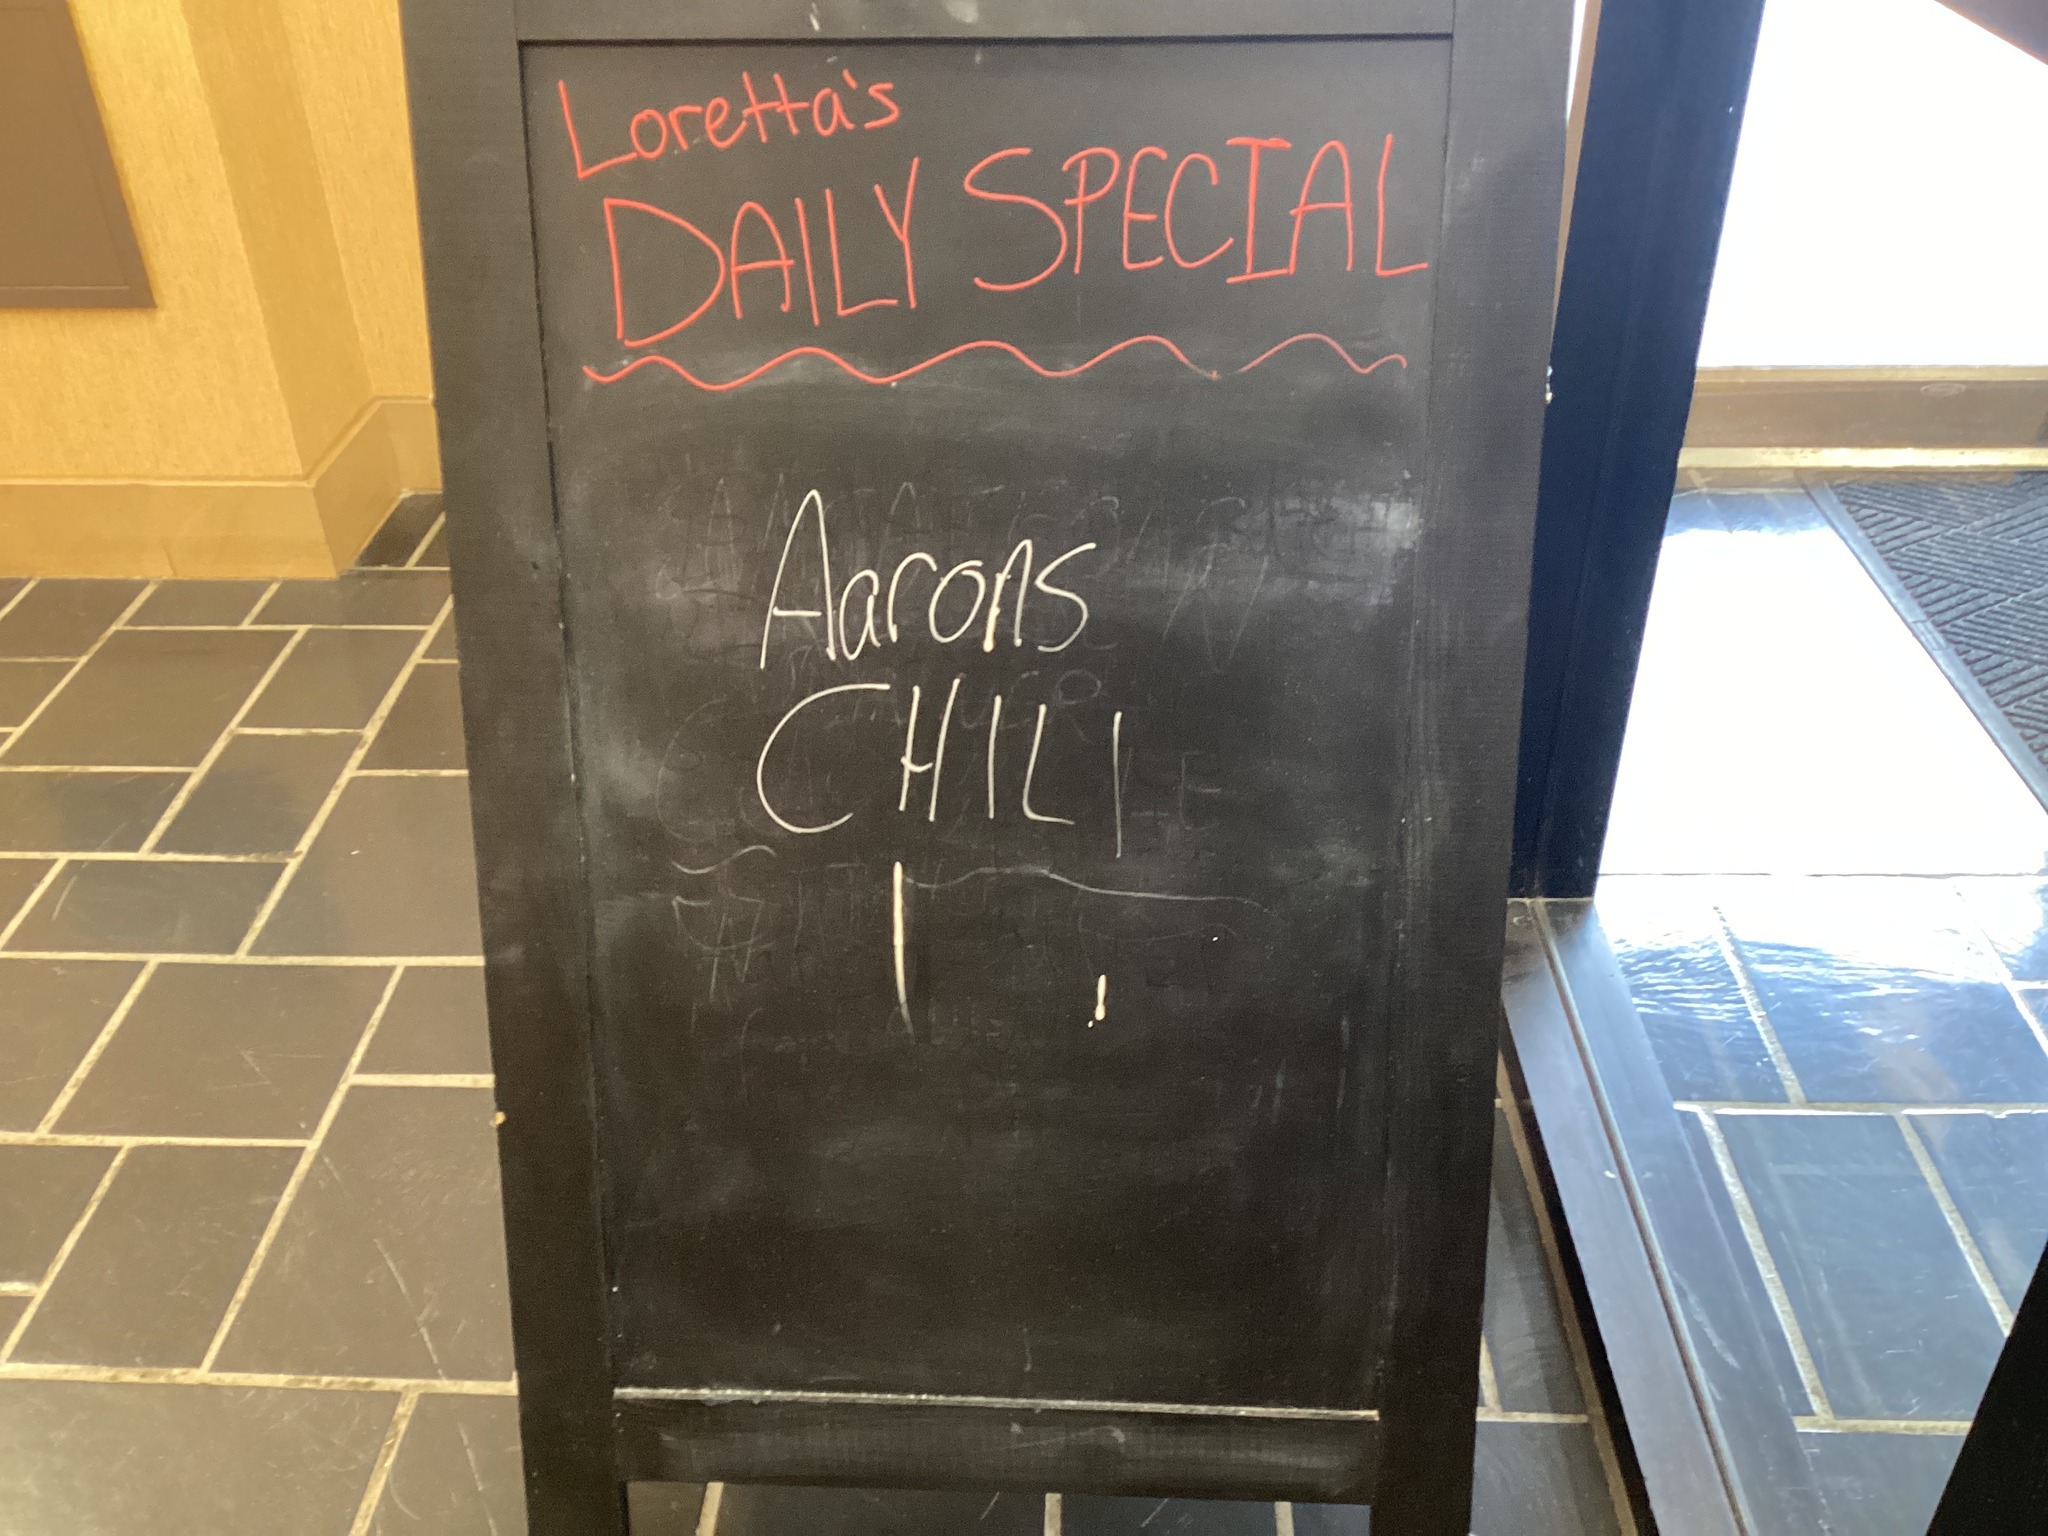 Loretta's
DAILY SPECIAL
Aarons
CHILI